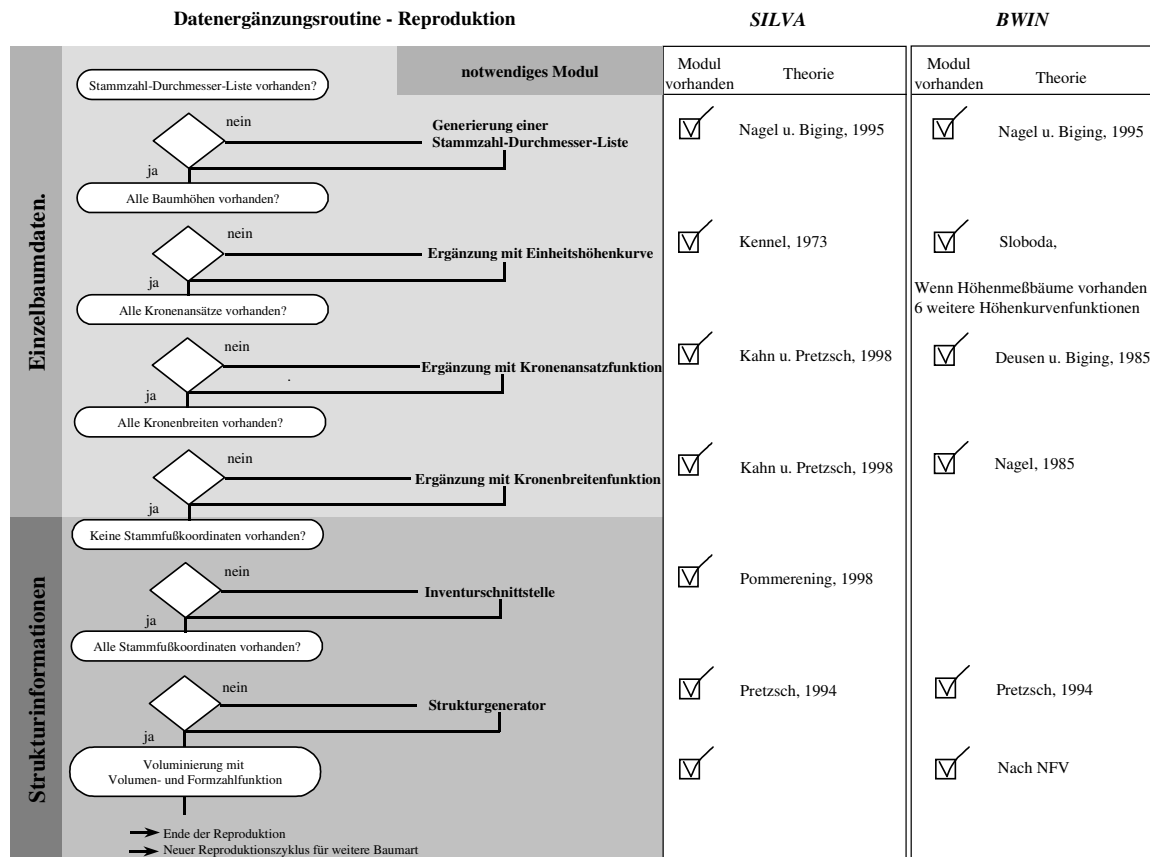 Datenergänzungsroutine - Reproduktion
SILVA
BWIN
notwendiges Modul
Modul
vorhanden
Theorie
Modul
vorhanden
Theorie
Einzelbaumdaten.
Stammzahl-Durchmesser-Liste vorhanden?
nein
Generierung einer
Stammzahl-Durchmesser-Liste
Nagel u. Biging, 1995
Nagel u. Biging, 1995
ja
Alle Baumhöhen vorhanden?
nein
Ergänzung mit Einheitshöhenkurve
Kennel, 1973
Sloboda,
Wenn Höhenmeßbäume vorhanden
6 weitere Höhenkurvenfunktionen
ja
Alle Kronenansätze vorhanden?
nein
Ergänzung mit Kronenansatzfunktion
Kahn u. Pretzsch, 1998
Deusen u. Biging, 1985
.
ja
Alle Kronenbreiten vorhanden?
nein
Ergänzung mit Kronenbreitenfunktion
Kahn u. Pretzsch, 1998
Nagel, 1985
ja
Strukturinformationen
Keine Stammfußkoordinaten vorhanden?
nein
Inventurschnittstelle
Pommerening, 1998
ja
Alle Stammfußkoordinaten vorhanden?
nein
Strukturgenerator
Pretzsch, 1994
Pretzsch, 1994
ja
Voluminierung mit
Volumen- und Formzahlfunktion
Nach NFV
Ende der Reproduktion
Neuer Reproduktionszyklus für weitere Baumart